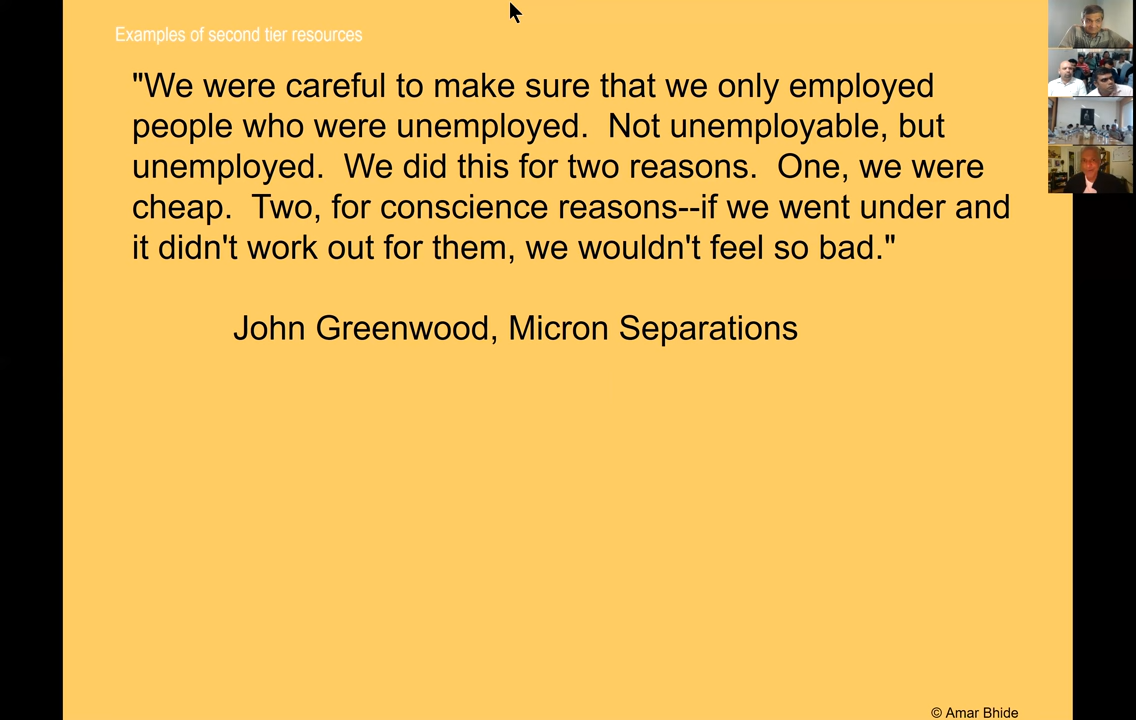 Examples of second tier resources
"We were careful to make sure that we only employed
people who were unemployed.  Not unemployable, but
unemployed.  We did this for two reasons.  One, we were
cheap.  Two, for conscience reasons--if we went under and
it didn't work out for them, we wouldn't feel so bad."
John Greenwood, Micron Separations
© Amar Bhide